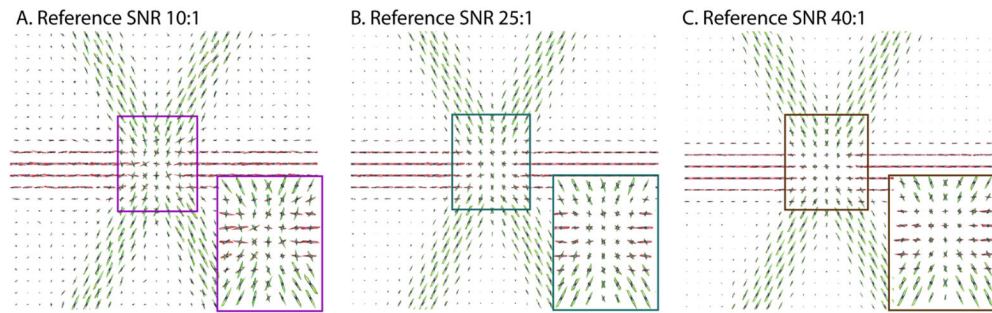 A. Reference SNR 10:1
B. Reference SNR 25:1
C. Reference SNR 40:1